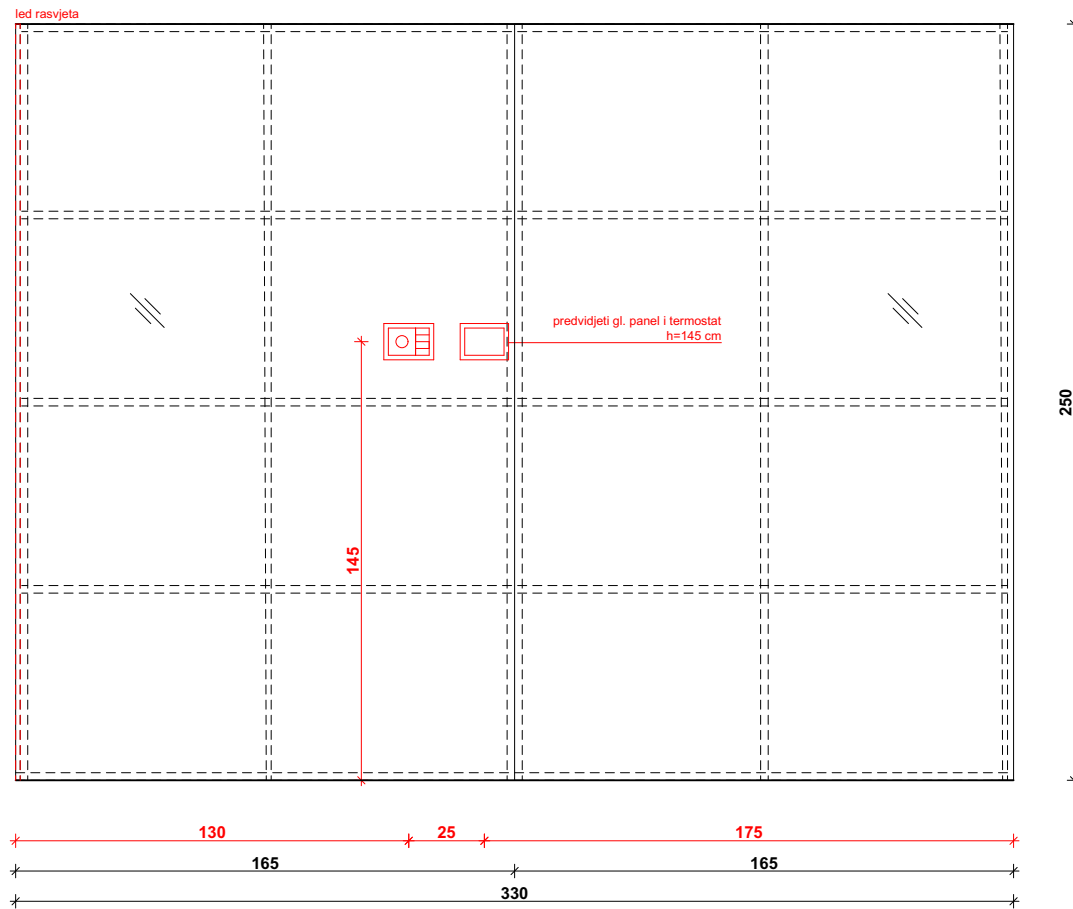 led rasvjeta
predvidjeti gl. panel i termostat
h=145 cm
250
145
130
25
175
165
165
330